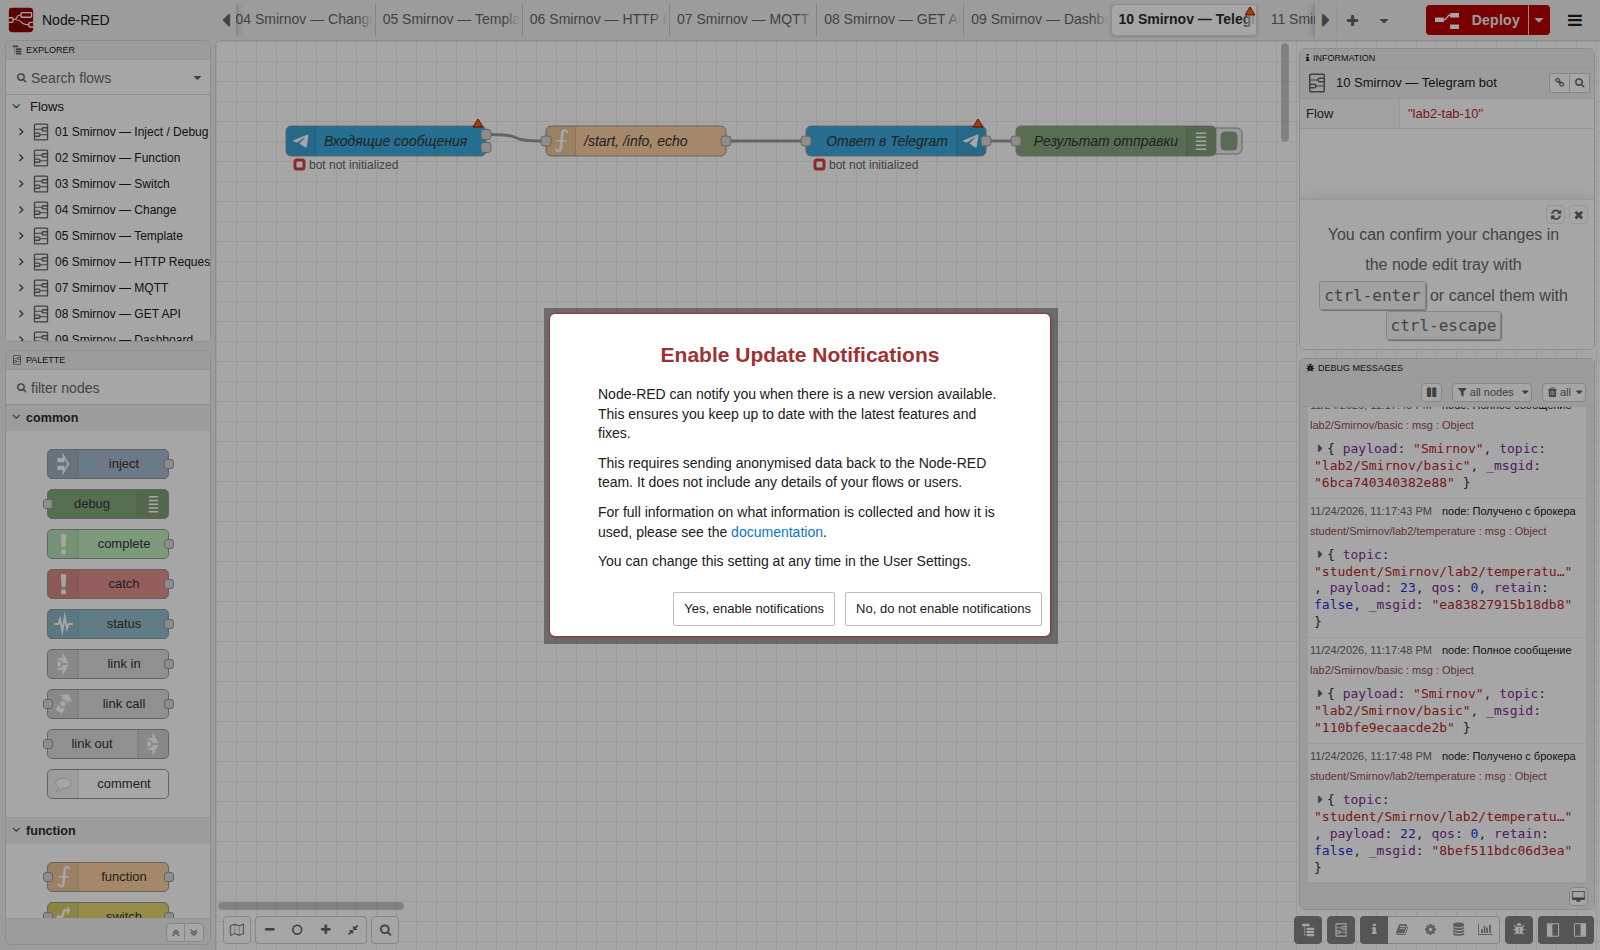 Node-RED
04 Smirnov — Chang
05 Smirnov — Templa
06 Smirnov — HTTP
07 Smirnov — MQTT
08 Smirnov — GET A
09 Smirnov — Dashb
10 Smirnov — Teleg
11 Smi
Deploy
EXPLORER
Search flows
Flows
01 Smirnov — Inject / Debug
02 Smirnov — Function
03 Smirnov — Switch
04 Smirnov — Change
05 Smirnov — Template
06 Smirnov — HTTP Reques
07 Smirnov — MQTT
08 Smirnov — GET API
09 Smirnov — Dashboard
PALETTE
filter nodes
common
inject
debug
complete
catch
status
link in
link call
link out
comment
function
function
switch
Входящие сообщения
bot not initialized
/start, /info, echo
Ответ в Telegram
bot not initialized
Результат отправки
Enable Update Notifications
Node-RED can notify you when there is a new version available.
This ensures you keep up to date with the latest features and
fixes.
This requires sending anonymised data back to the Node-RED
team. It does not include any details of your flows or users.
For full information on what information is collected and how it is
used, please see the documentation.
You can change this setting at any time in the User Settings.
Yes, enable notifications
No, do not enable notifications
INFORMATION
10 Smirnov — Telegram bot
Flow "lab2-tab-10"
You can confirm your changes in
the node edit tray with
ctrl-enter or cancel them with
ctrl-escape
DEBUG MESSAGES
all nodes
all
11/24/2026, 11:17:43 PM node: Полное сообщение
lab2/Smirnov/basic : msg : Object
{ payload: "Smirnov", topic:
"lab2/Smirnov/basic", _msgid:
"6bca740340382e88" }
11/24/2026, 11:17:43 PM node: Получено с брокера
student/Smirnov/lab2/temperature : msg : Object
{ topic:
"student/Smirnov/lab2/temperatu…"
, payload: 23, qos: 0, retain:
false, _msgid: "ea83827915b18db8"
}
11/24/2026, 11:17:48 PM node: Полное сообщение
lab2/Smirnov/basic : msg : Object
{ payload: "Smirnov", topic:
"lab2/Smirnov/basic", _msgid:
"110bfe9ecaacde2b" }
11/24/2026, 11:17:48 PM node: Получено с брокера
student/Smirnov/lab2/temperature : msg : Object
{ topic:
"student/Smirnov/lab2/temperatu…"
, payload: 22, qos: 0, retain:
false, _msgid: "8bef511bdc06d3ea"
}